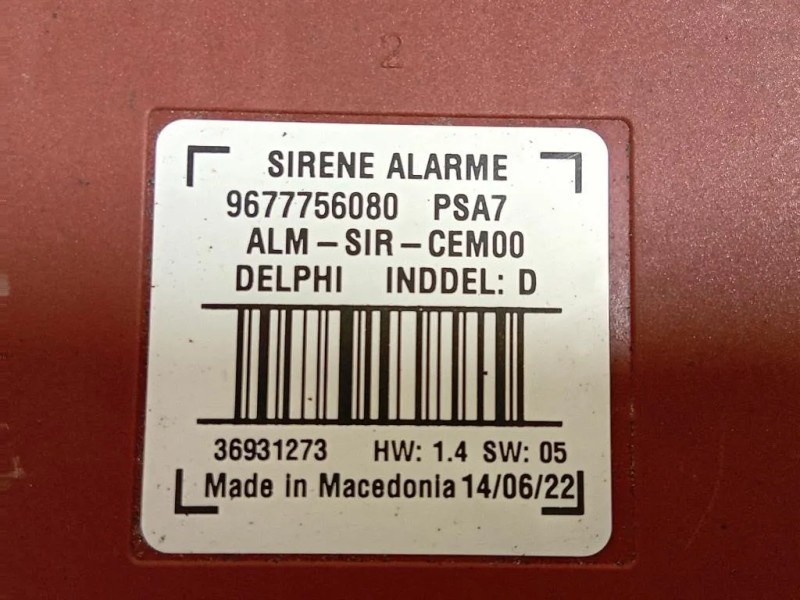 2
SIRENE ALARME
9677756080 PSA7
ALM-SIR-CEM00
DELPHI INDDEL: D
36931273 HW: 1.4 SW: 05
Made in Macedonia 14/06/22